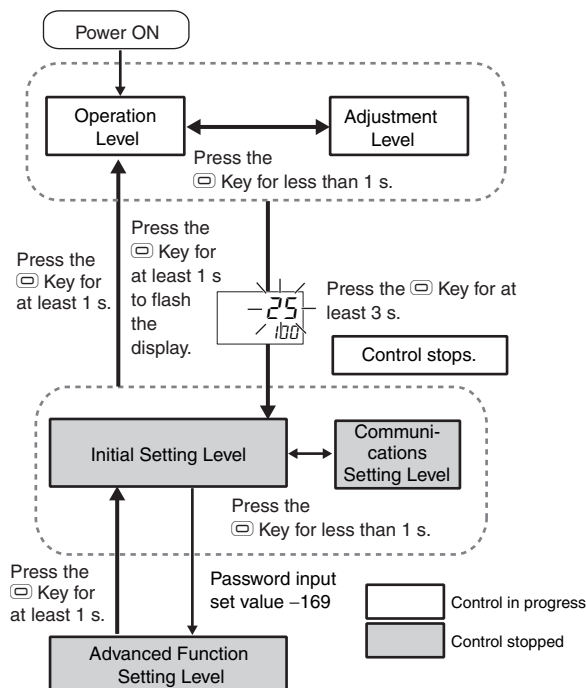 Power ON
Operation
Level
Adjustment
Level
Press the
Key for less than 1 s.
Press the
Key for
at least 1 s.
Press the
Key for
at least 1 s
to flash
the
display.
25
100
Press the Key for at
least 3 s.
Control stops.
Initial Setting Level
Communi-
cations
Setting Level
Press the
Key for less than 1 s.
Press the
Key for
at least 1 s.
Password input
set value –169
Advanced Function
Setting Level
Control in progress
Control stopped